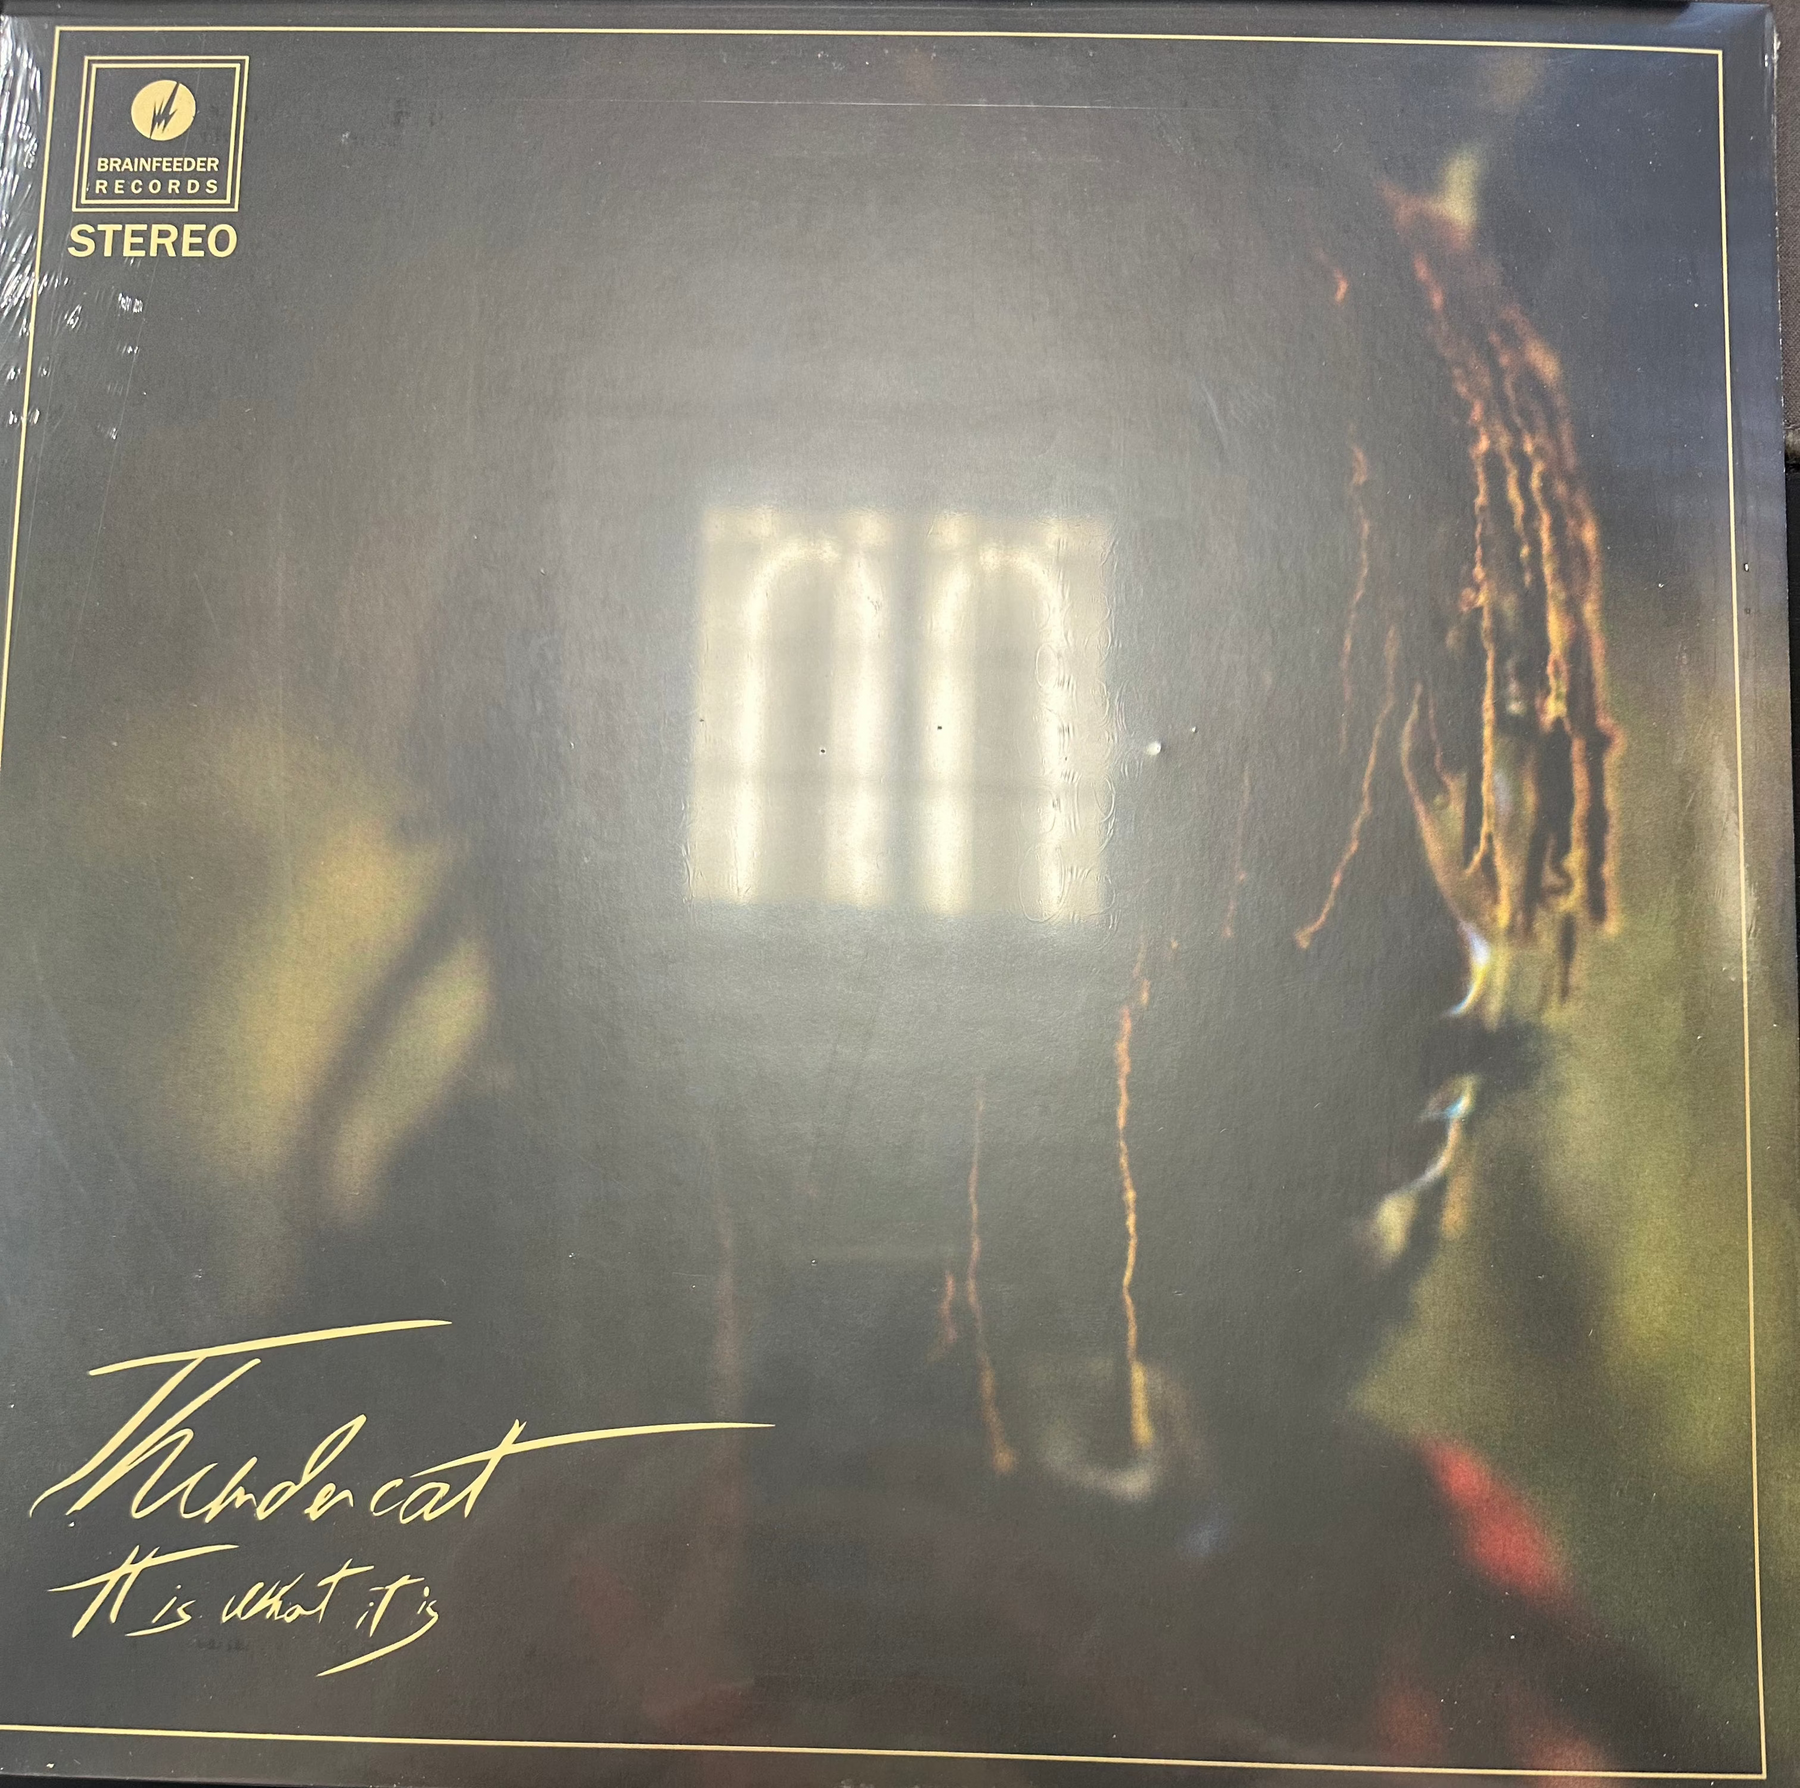 BRAINFEEDER
RECORDS
STEREO
Thundercat
It is what it is